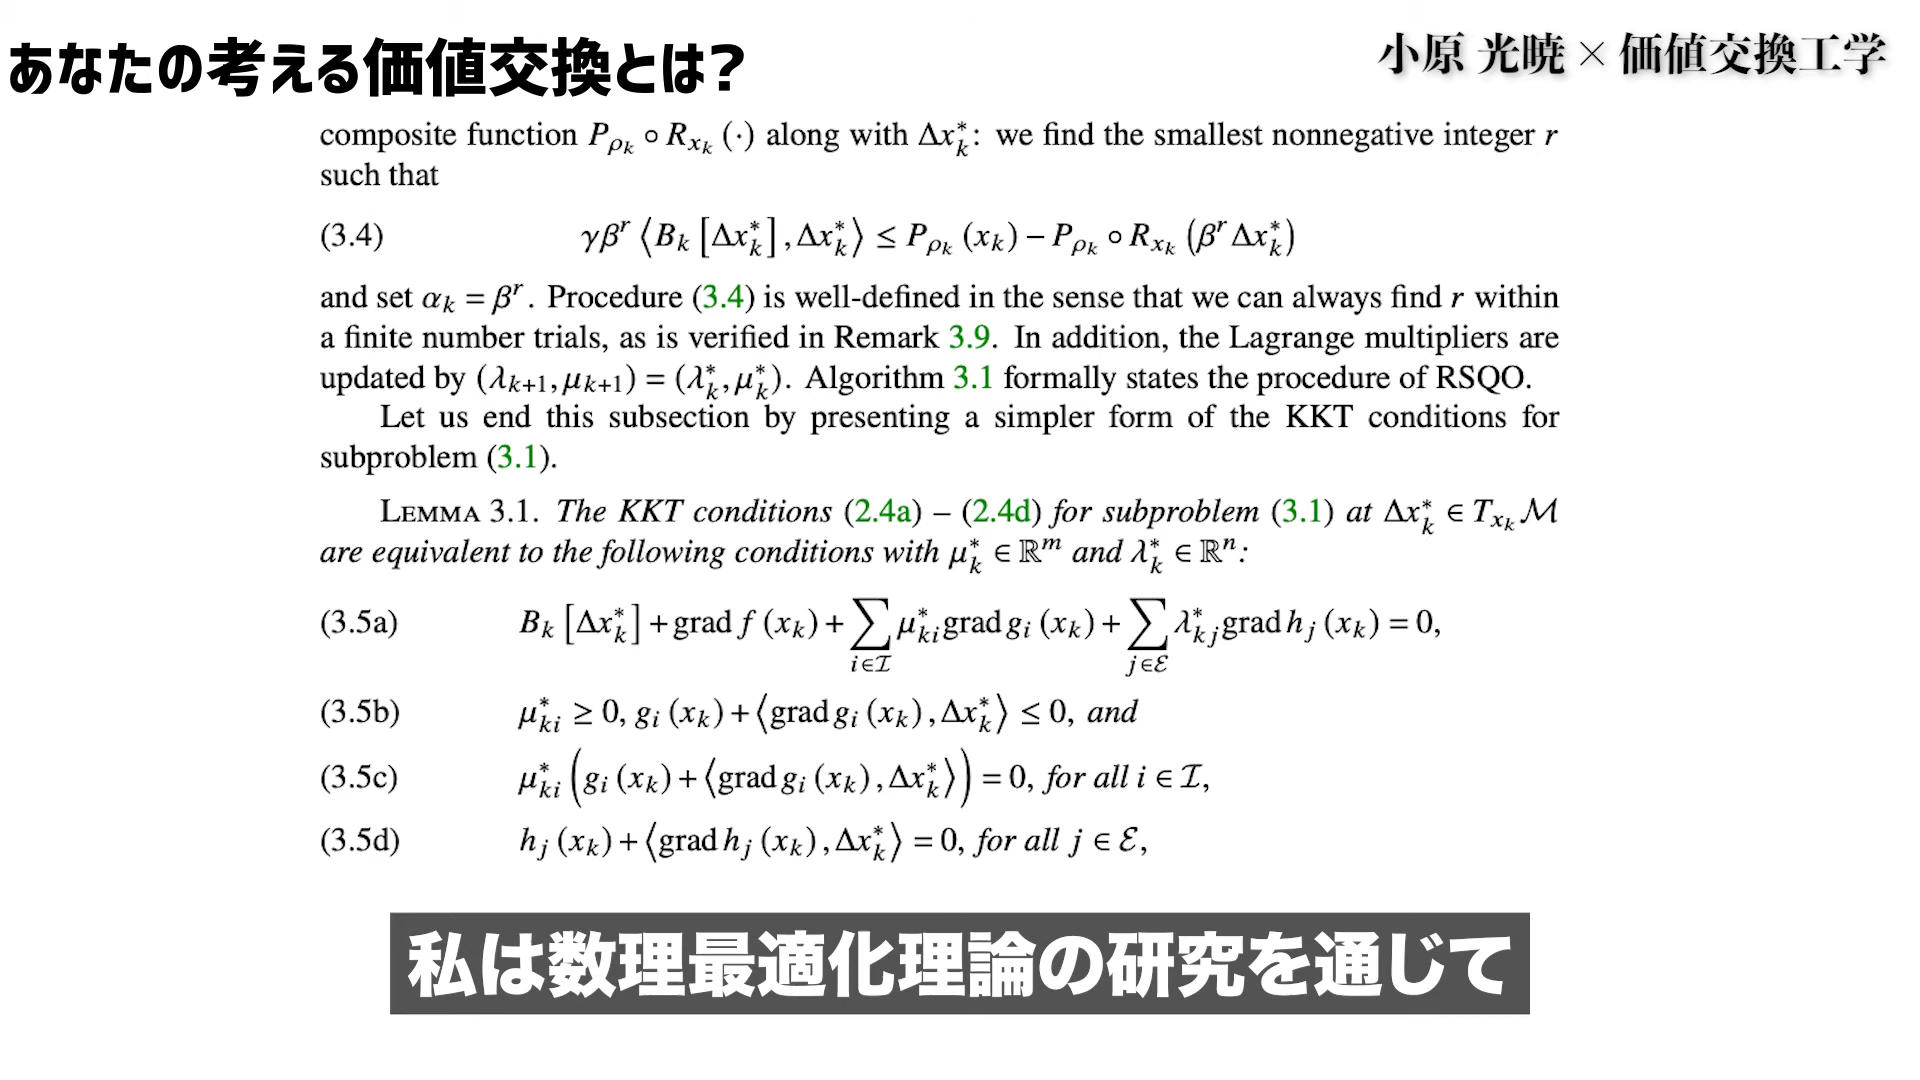 あなたの考える価値交換とは?
小原 光暁 × 価値交換工学
composite function $P_{\rho_k} \circ R_{x_k}(\cdot)$ along with $\Delta x_k^*$: we find the smallest nonnegative integer $r$
such that
(3.4) $\gamma\beta^r \langle B_k [\Delta x_k^*], \Delta x_k^* \rangle \leq P_{\rho_k}(x_k) - P_{\rho_k} \circ R_{x_k}(\beta^r \Delta x_k^*)$
and set $\alpha_k = \beta^r$. Procedure (3.4) is well-defined in the sense that we can always find $r$ within
a finite number trials, as is verified in Remark 3.9. In addition, the Lagrange multipliers are
updated by $(\lambda_{k+1}, \mu_{k+1}) = (\lambda_k^*, \mu_k^*)$. Algorithm 3.1 formally states the procedure of RSQO.
Let us end this subsection by presenting a simpler form of the KKT conditions for
subproblem (3.1).
LEMMA 3.1. The KKT conditions (2.4a) – (2.4d) for subproblem (3.1) at $\Delta x_k^* \in T_{x_k}\mathcal{M}$
are equivalent to the following conditions with $\mu_k^* \in \mathbb{R}^m$ and $\lambda_k^* \in \mathbb{R}^n$:
(3.5a) $B_k [\Delta x_k^*] + \text{grad} f(x_k) + \sum_{i \in \mathcal{I}} \mu_{ki}^* \text{grad} g_i(x_k) + \sum_{j \in \mathcal{E}} \lambda_{kj}^* \text{grad} h_j(x_k) = 0,$
(3.5b) $\mu_{ki}^* \geq 0, g_i(x_k) + \langle \text{grad} g_i(x_k), \Delta x_k^* \rangle \leq 0,$ and
(3.5c) $\mu_{ki}^* \left( g_i(x_k) + \langle \text{grad} g_i(x_k), \Delta x_k^* \rangle \right) = 0,$ for all $i \in \mathcal{I},$
(3.5d) $h_j(x_k) + \langle \text{grad} h_j(x_k), \Delta x_k^* \rangle = 0,$ for all $j \in \mathcal{E},$
私は数理最適化理論の研究を通じて